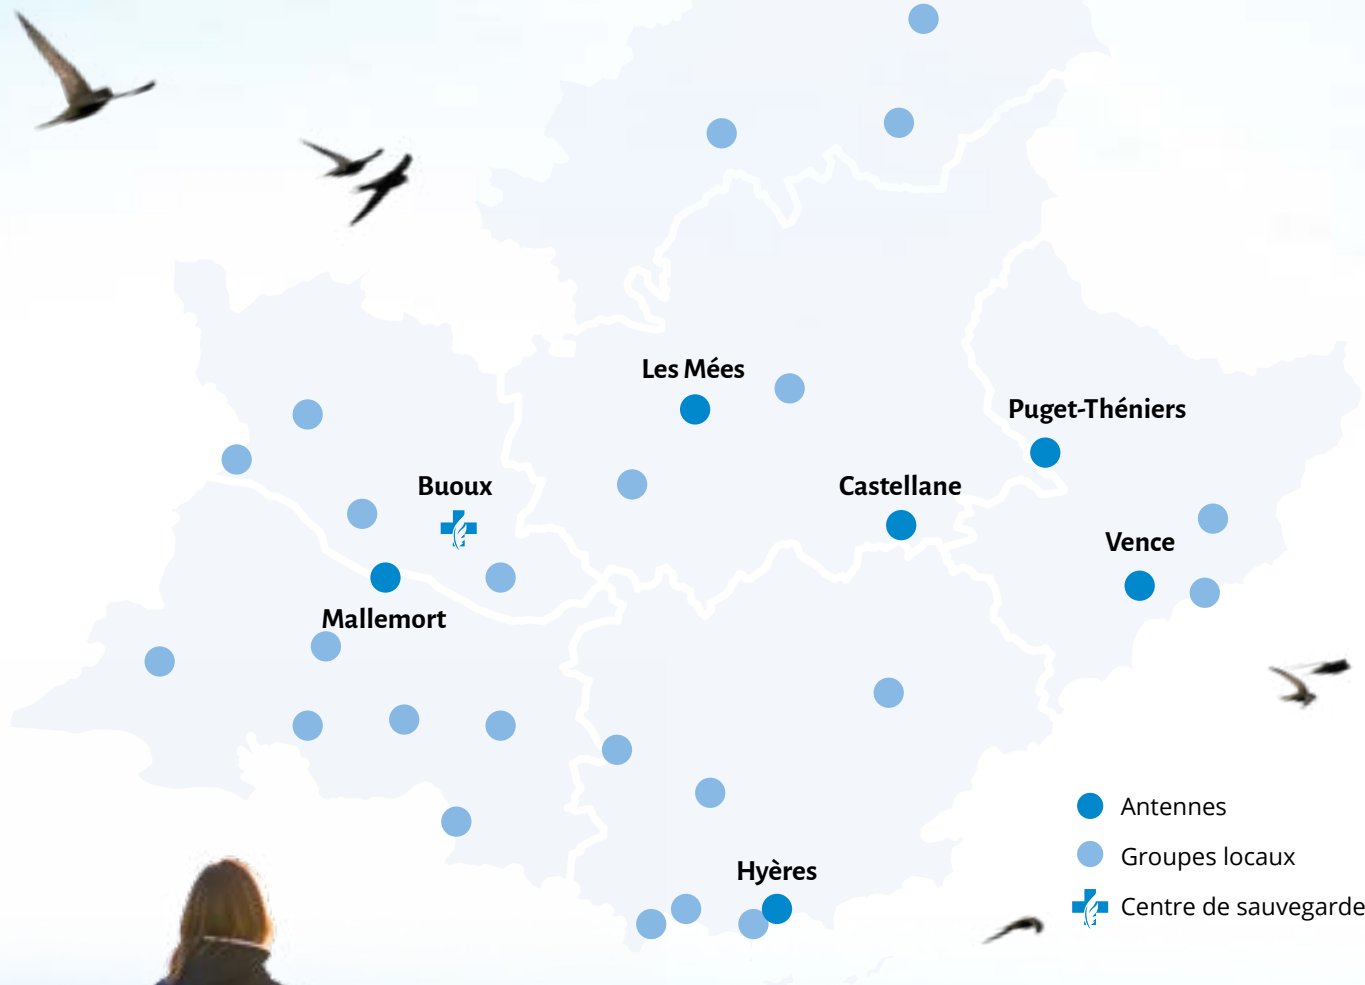 Les Mées
Puget-Théniers
Buoux
Castellane
Vence
Mallemort
Hyères
Antennes
Groupes locaux
Centre de sauvegarde